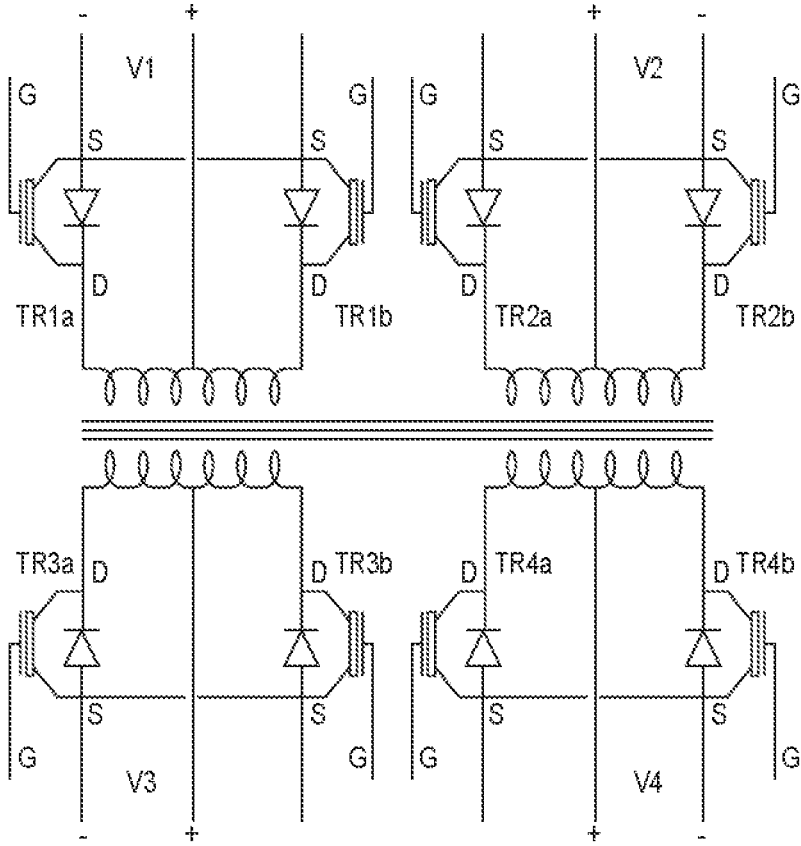 - + + -
V1 V2
G G G G
S S S S
D D D D
TR1a TR1b TR2a TR2b
TR3a TR3b TR4a TR4b
D D D D
S S S S
G G G G
V3 V4
- + + -